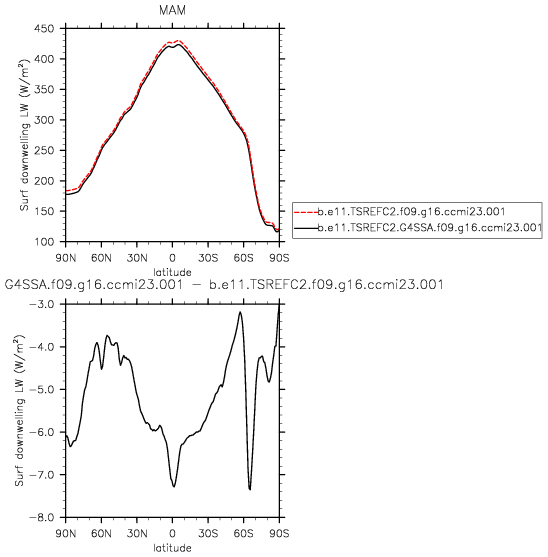 MAM
Surf downwelling LW (W/m²)
450
400
350
300
250
200
150
100
90N 60N 30N 0 30S 60S 90S
latitude
b.e11.TSREFC2.f09.g16.ccmi23.001
b.e11.TSREFC2.G4SSA.f09.g16.ccmi23.001
G4SSA.f09.g16.ccmi23.001 − b.e11.TSREFC2.f09.g16.ccmi23.001
Surf downwelling LW (W/m²)
−3.0
−4.0
−5.0
−6.0
−7.0
−8.0
90N 60N 30N 0 30S 60S 90S
latitude